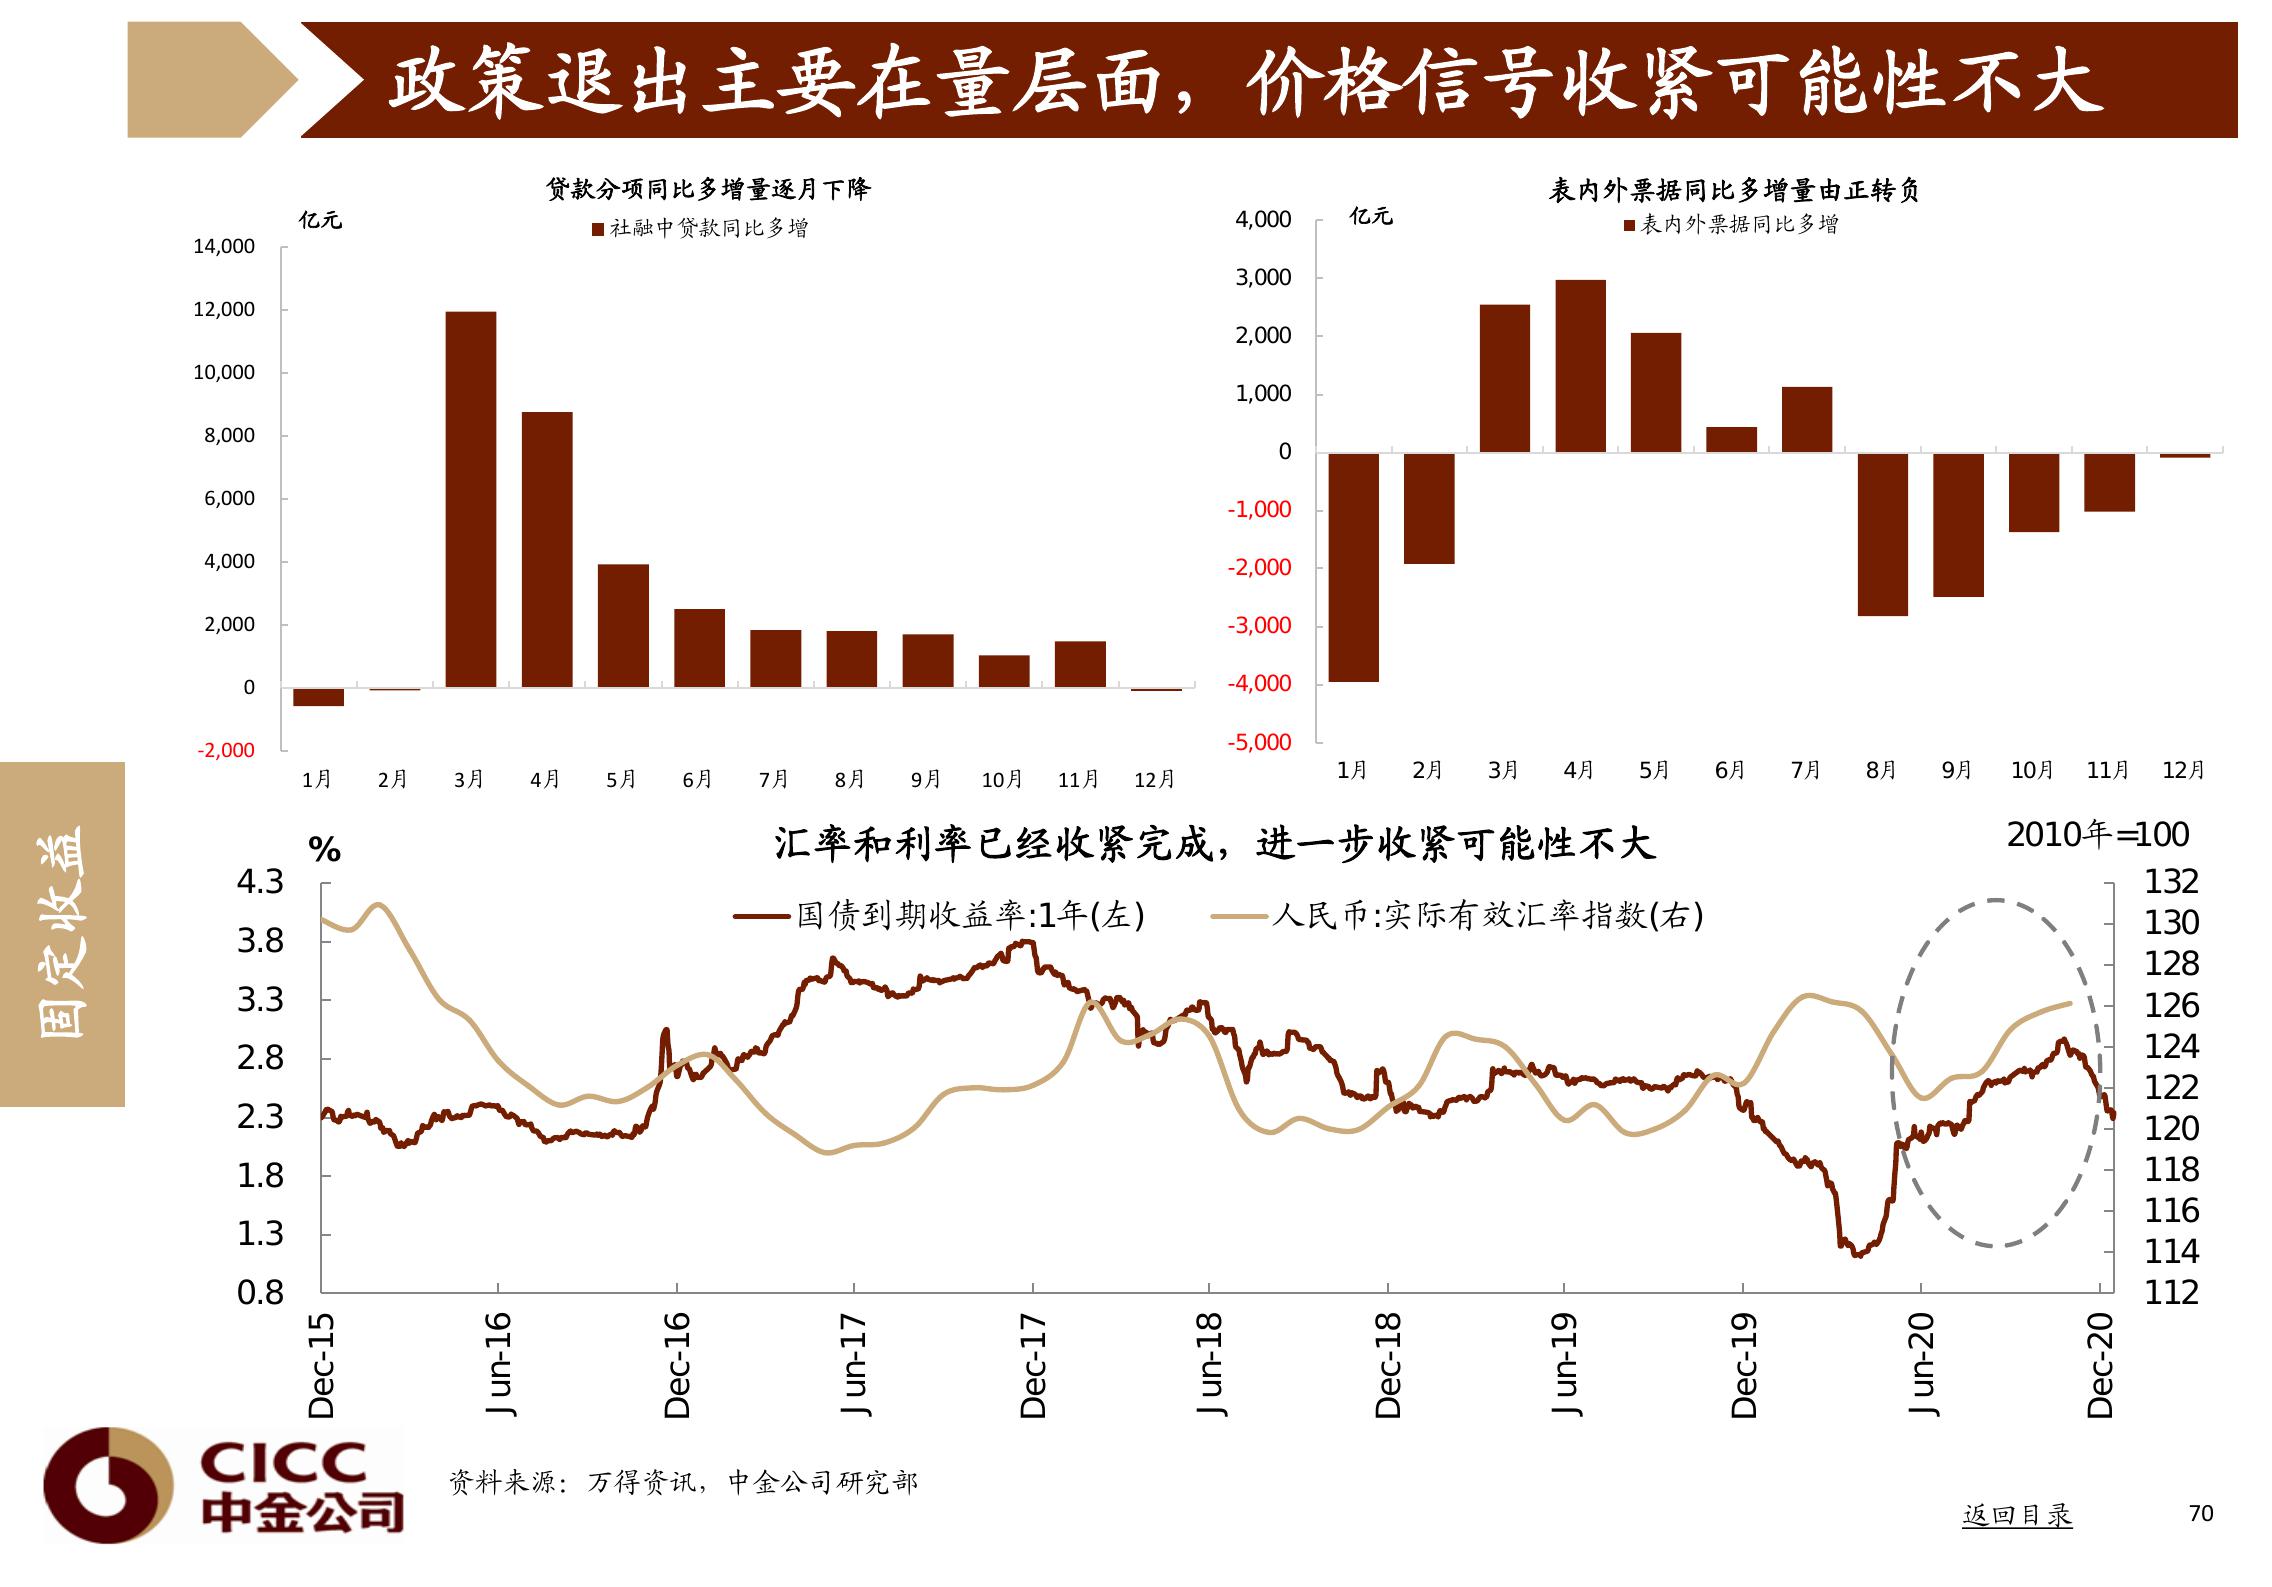 政策退出主要在量层面，价格信号收紧可能性不大
贷款分项同比多增量逐月下降
亿元
社融中贷款同比多增
14,000
12,000
10,000
8,000
6,000
4,000
2,000
0
-2,000
1月 2月 3月 4月 5月 6月 7月 8月 9月 10月 11月 12月
表内外票据同比多增量由正转负
亿元
表内外票据同比多增
4,000
3,000
2,000
1,000
0
-1,000
-2,000
-3,000
-4,000
-5,000
1月 2月 3月 4月 5月 6月 7月 8月 9月 10月 11月 12月
固定收益
汇率和利率已经收紧完成，进一步收紧可能性不大
%
2010年=100
国债到期收益率:1年(左) 人民币:实际有效汇率指数(右)
4.3
3.8
3.3
2.8
2.3
1.8
1.3
0.8
132
130
128
126
124
122
120
118
116
114
112
Dec-15 Jun-16 Dec-16 Jun-17 Dec-17 Jun-18 Dec-18 Jun-19 Dec-19 Jun-20 Dec-20
CICC
中金公司
资料来源：万得资讯，中金公司研究部
返回目录
70